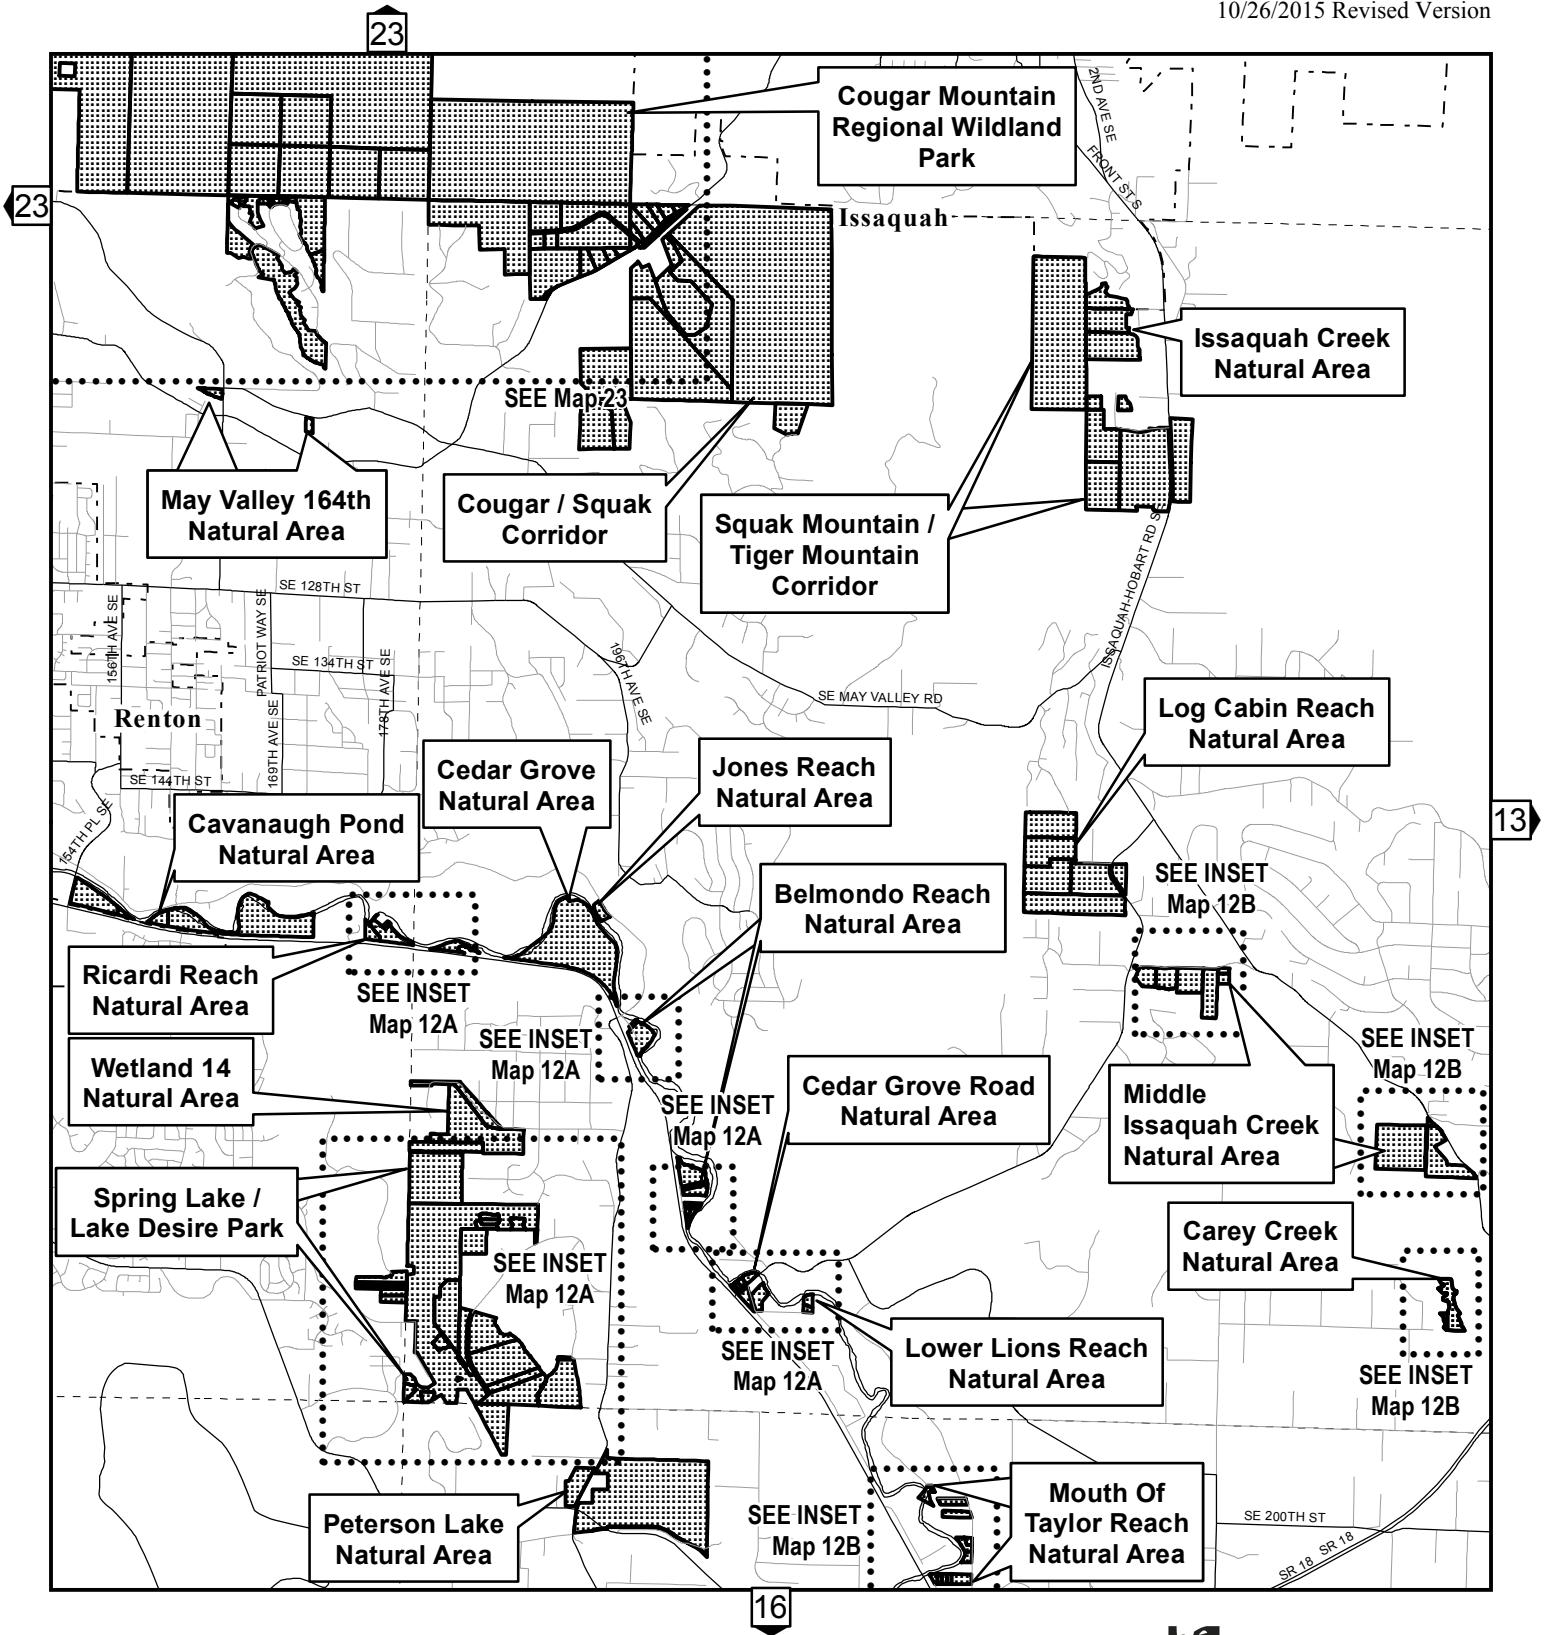 10/26/2015 Revised Version
23
23
Cougar Mountain
Regional Wildland
Park
2ND AVE SE
FRONT ST S
Issaquah
Issaquah Creek
Natural Area
SEE Map 23
May Valley 164th
Natural Area
Cougar / Squak
Corridor
Squak Mountain /
Tiger Mountain
Corridor
ISSAQUAH-HOBART RD SE
SE 128TH ST
156TH AVE SE
PATRIOT WAY SE
SE 134TH ST
178TH AVE SE
196TH AVE SE
SE MAY VALLEY RD
Renton
169TH AVE SE
SE 144TH ST
154TH PL SE
Log Cabin Reach
Natural Area
Cedar Grove
Natural Area
Jones Reach
Natural Area
13
Cavanaugh Pond
Natural Area
SEE INSET
Map 12B
Belmondo Reach
Natural Area
Ricardi Reach
Natural Area
SEE INSET
Map 12A
SEE INSET
Map 12A
SEE INSET
Map 12B
Wetland 14
Natural Area
Cedar Grove Road
Natural Area
SEE INSET
Map 12A
Middle
Issaquah Creek
Natural Area
Spring Lake /
Lake Desire Park
Carey Creek
Natural Area
SEE INSET
Map 12A
Lower Lions Reach
Natural Area
SEE INSET
Map 12A
SEE INSET
Map 12B
Peterson Lake
Natural Area
SEE INSET
Map 12B
Mouth Of
Taylor Reach
Natural Area
SE 200TH ST
SR 18
SR 18
16